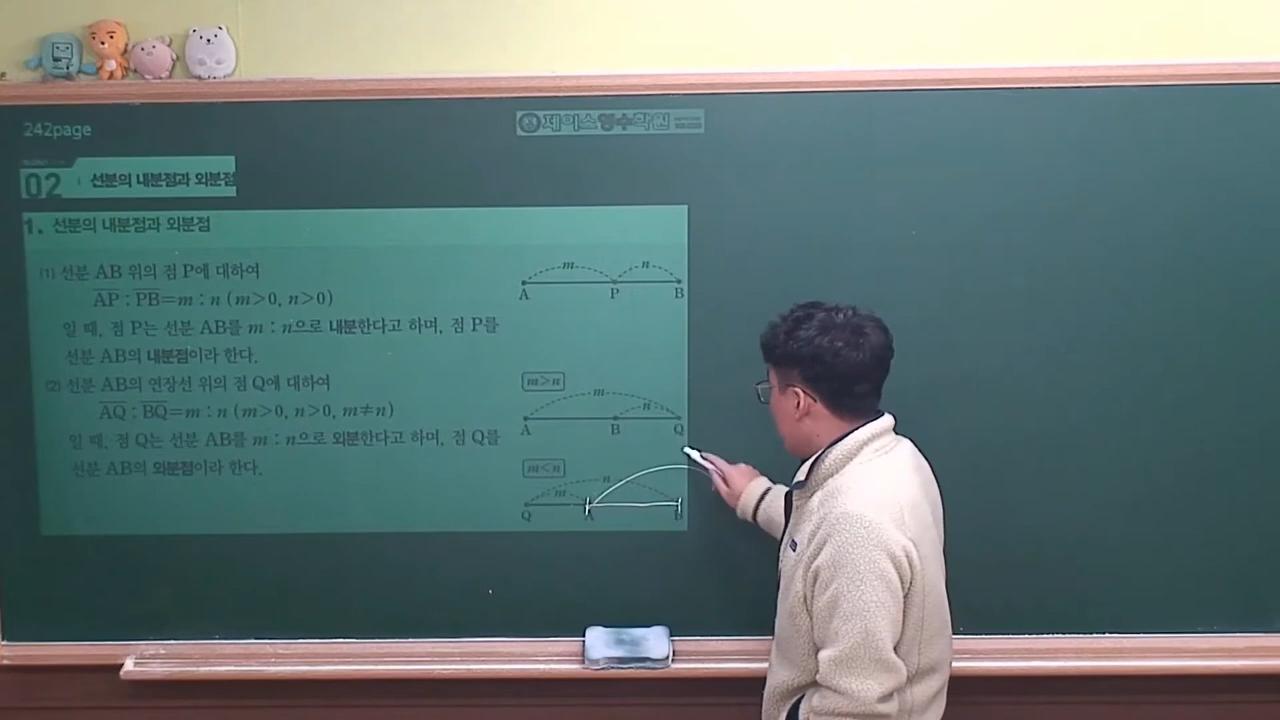 242page
제이스영수학원
02 선분의 내분점과 외분점
1. 선분의 내분점과 외분점
(1) 선분 AB 위의 점 P에 대하여
AP : PB=m : n (m>0, n>0)
일 때, 점 P는 선분 AB를 m : n으로 내분한다고 하며, 점 P를
선분 AB의 내분점이라 한다.
m n
A P B
(2) 선분 AB의 연장선 위의 점 Q에 대하여
AQ : BQ=m : n (m>0, n>0, m≠n)
일 때, 점 Q는 선분 AB를 m : n으로 외분한다고 하며, 점 Q를
선분 AB의 외분점이라 한다.
m>n
m
n
A B Q
m<n
n
m
Q A B